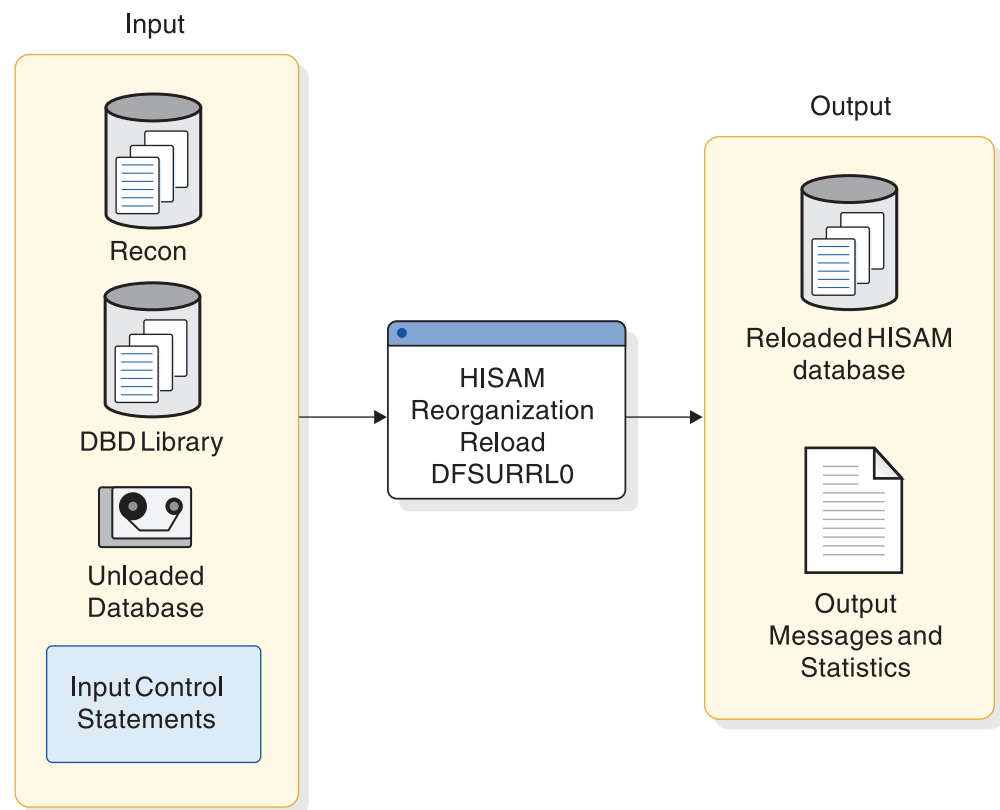 Input
Recon
DBD Library
Unloaded
Database
Input Control
Statements
HISAM
Reorganization
Reload
DFSURRL0
Output
Reloaded HISAM
database
Output
Messages and
Statistics